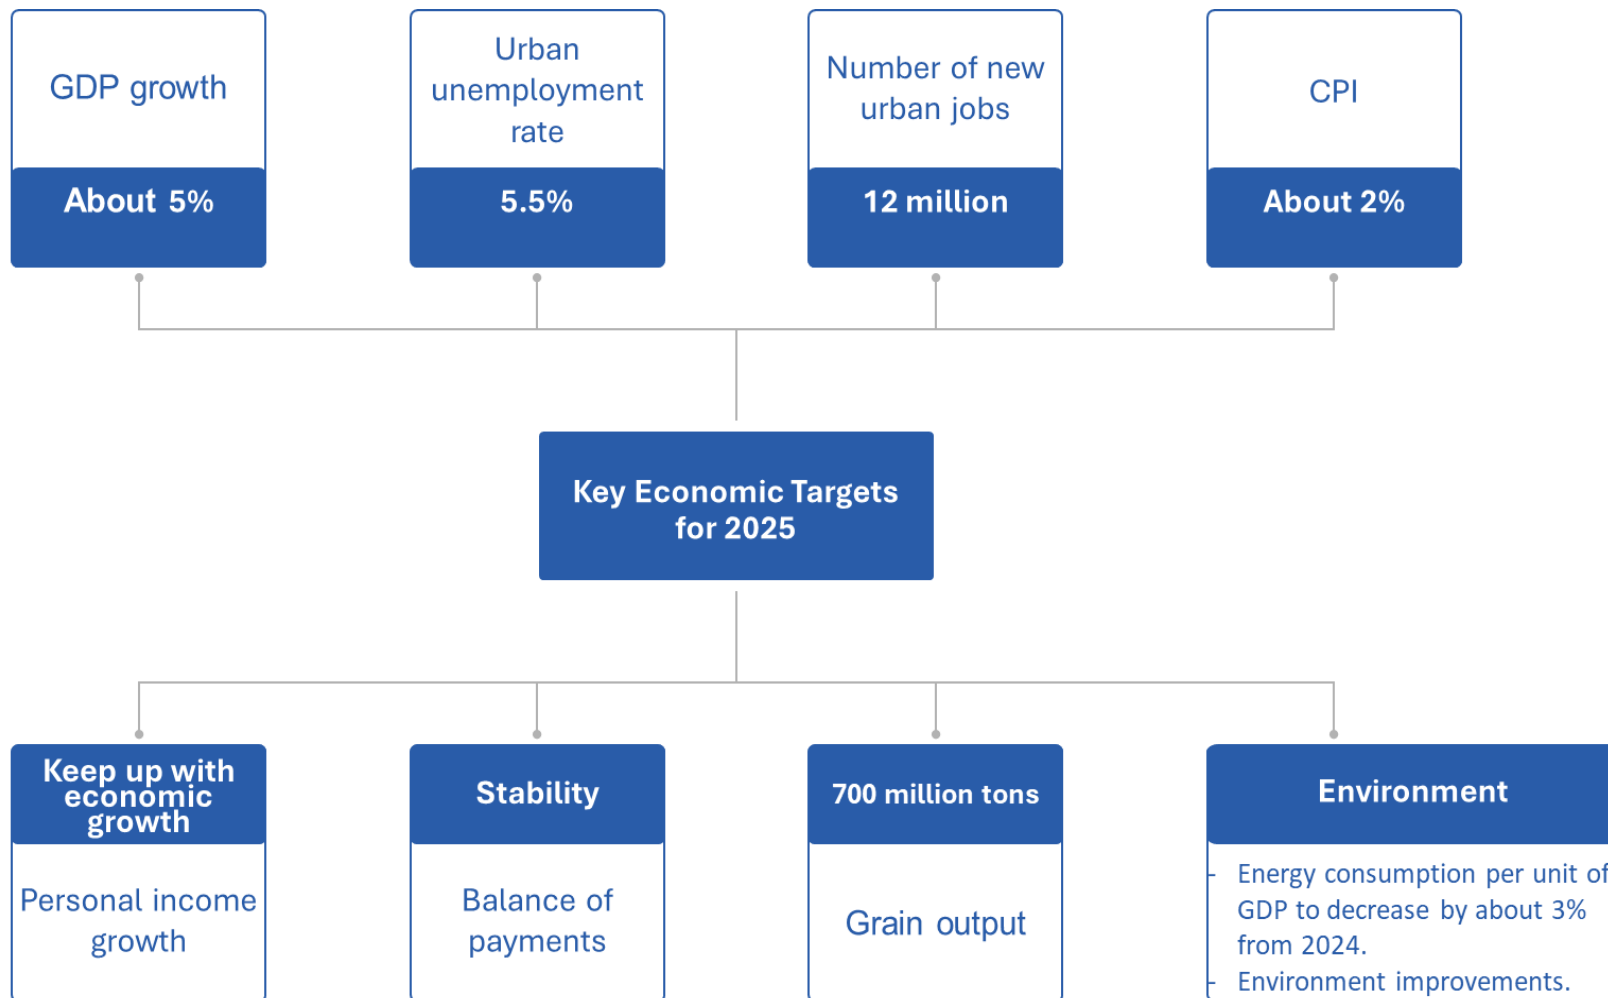 GDP growth
About 5%
Urban
unemployment
rate
5.5%
Number of new
urban jobs
12 million
CPI
About 2%
Key Economic Targets
for 2025
Keep up with
economic
growth
Personal income
growth
Stability
Balance of
payments
700 million tons
Grain output
Environment
- Energy consumption per unit of
GDP to decrease by about 3%
from 2024.
- Environment improvements.